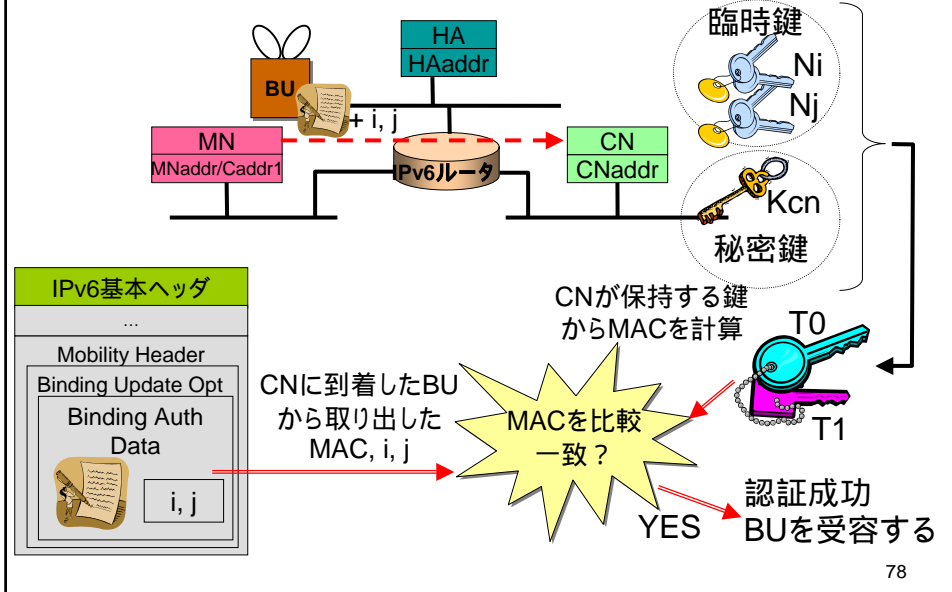 HA
HAaddr
BU
+ i, j
MN
MNaddr/Caddr1
IPv6ルータ
CN
CNaddr
臨時鍵
Ni
Nj
Kcn
秘密鍵
IPv6基本ヘッダ
...
Mobility Header
Binding Update Opt
Binding Auth
Data
i, j
CNに到着したBU
から取り出した
MAC, i, j
CNが保持する鍵
からMACを計算
T0
T1
MACを比較
一致？
YES
認証成功
BUを受容する
78